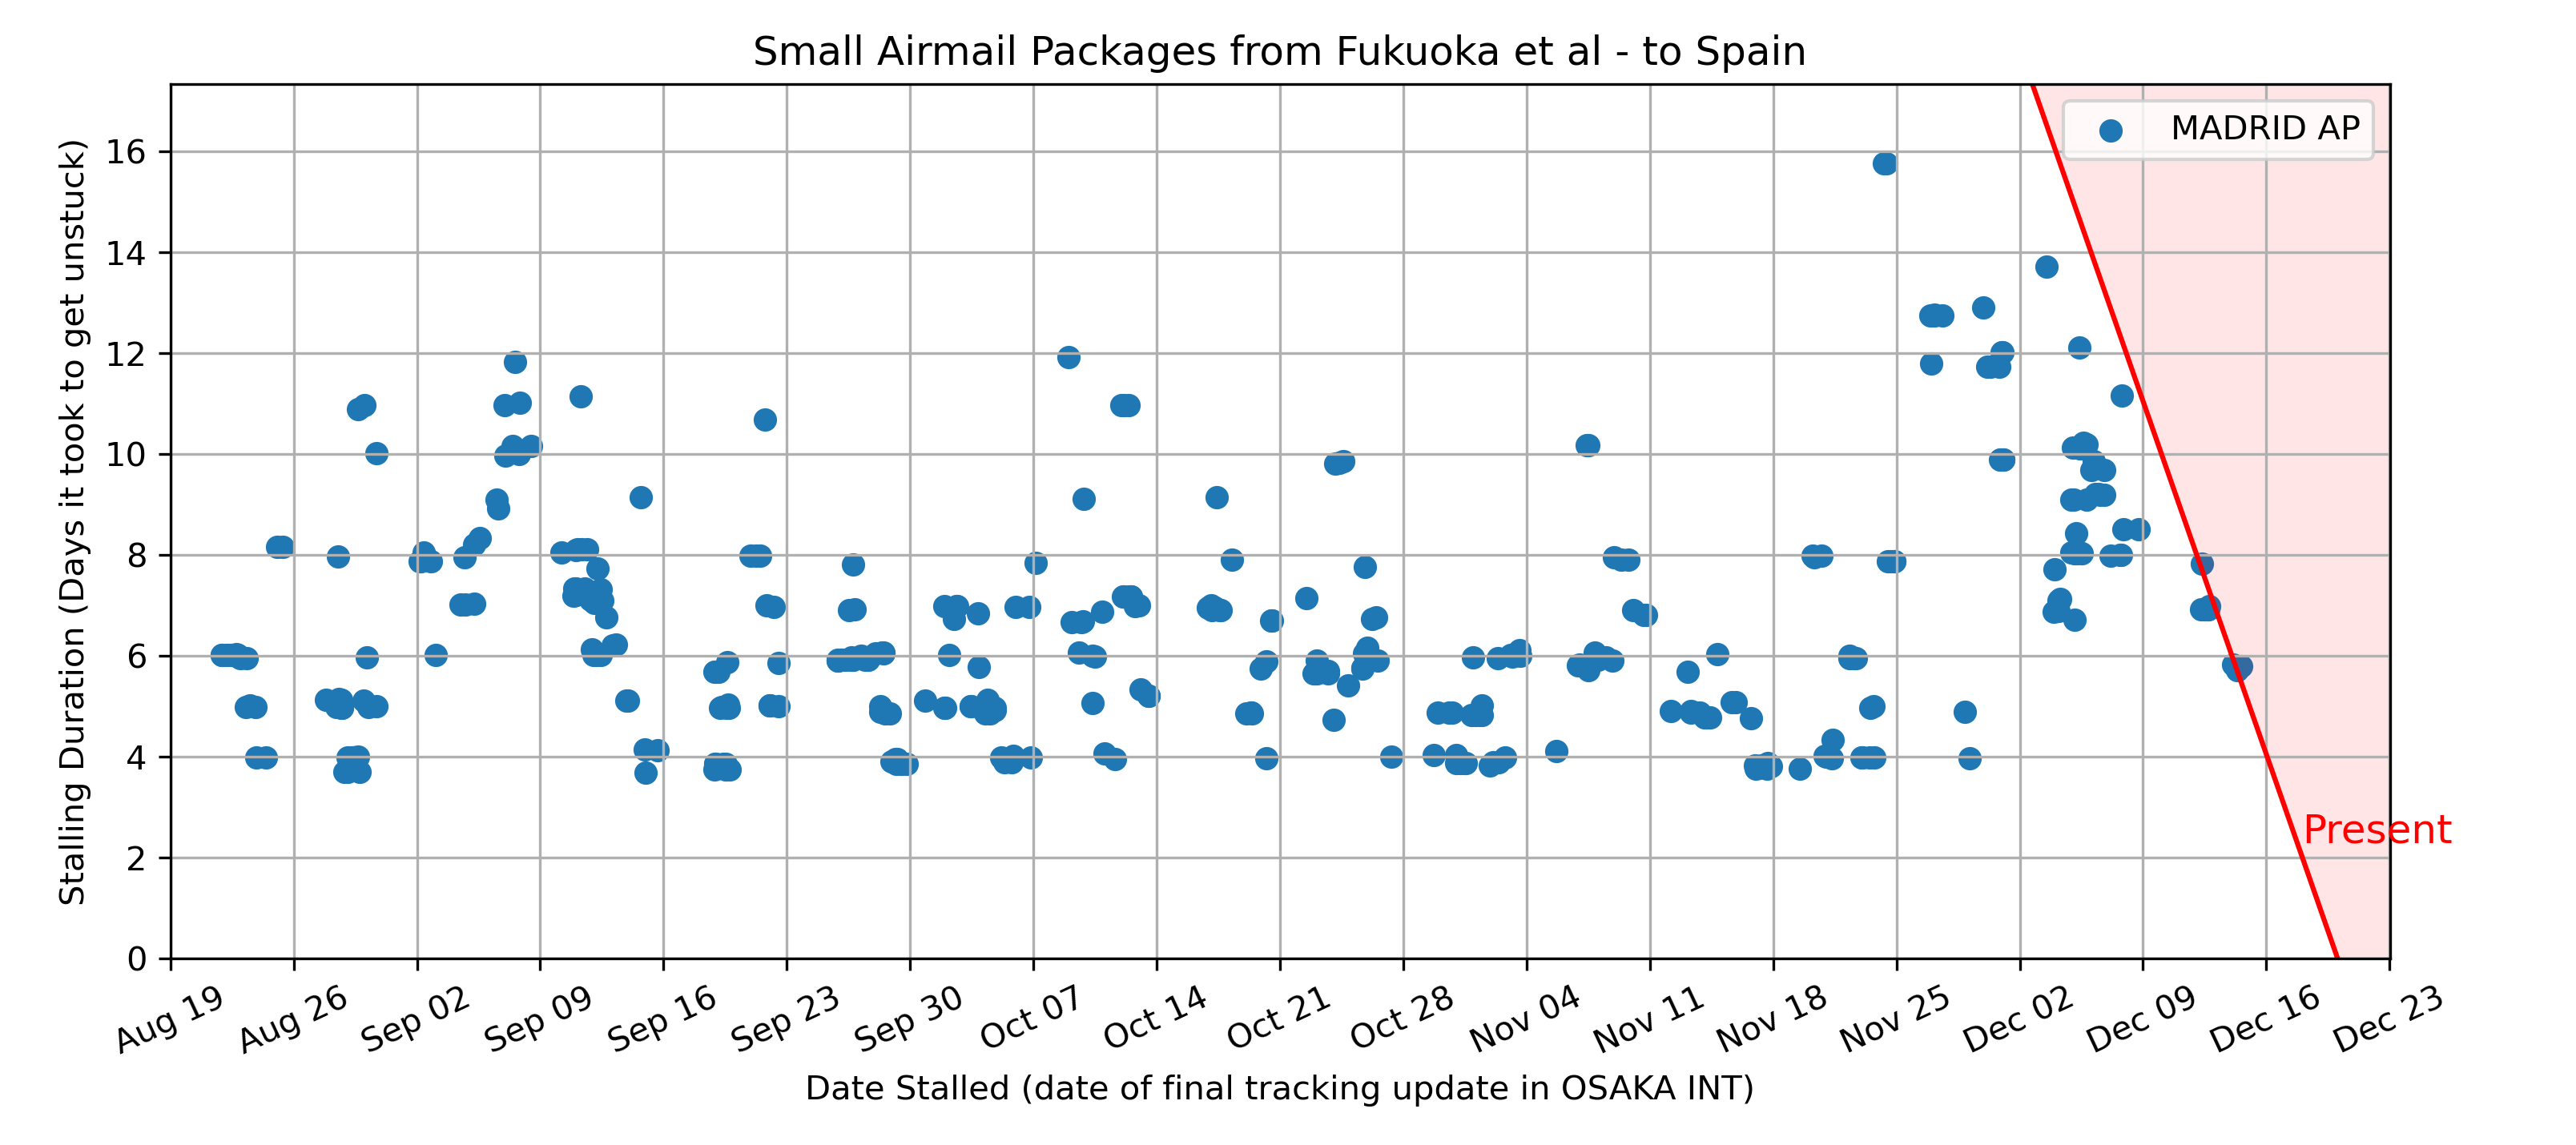 Small Airmail Packages from Fukuoka et al - to Spain
MADRID AP
Stalling Duration (Days it took to get unstuck)
16
14
12
10
8
6
4
2
0
Present
Aug 19 Aug 26 Sep 02 Sep 09 Sep 16 Sep 23 Sep 30 Oct 07 Oct 14 Oct 21 Oct 28 Nov 04 Nov 11 Nov 18 Nov 25 Dec 02 Dec 09 Dec 16 Dec 23
Date Stalled (date of final tracking update in OSAKA INT)